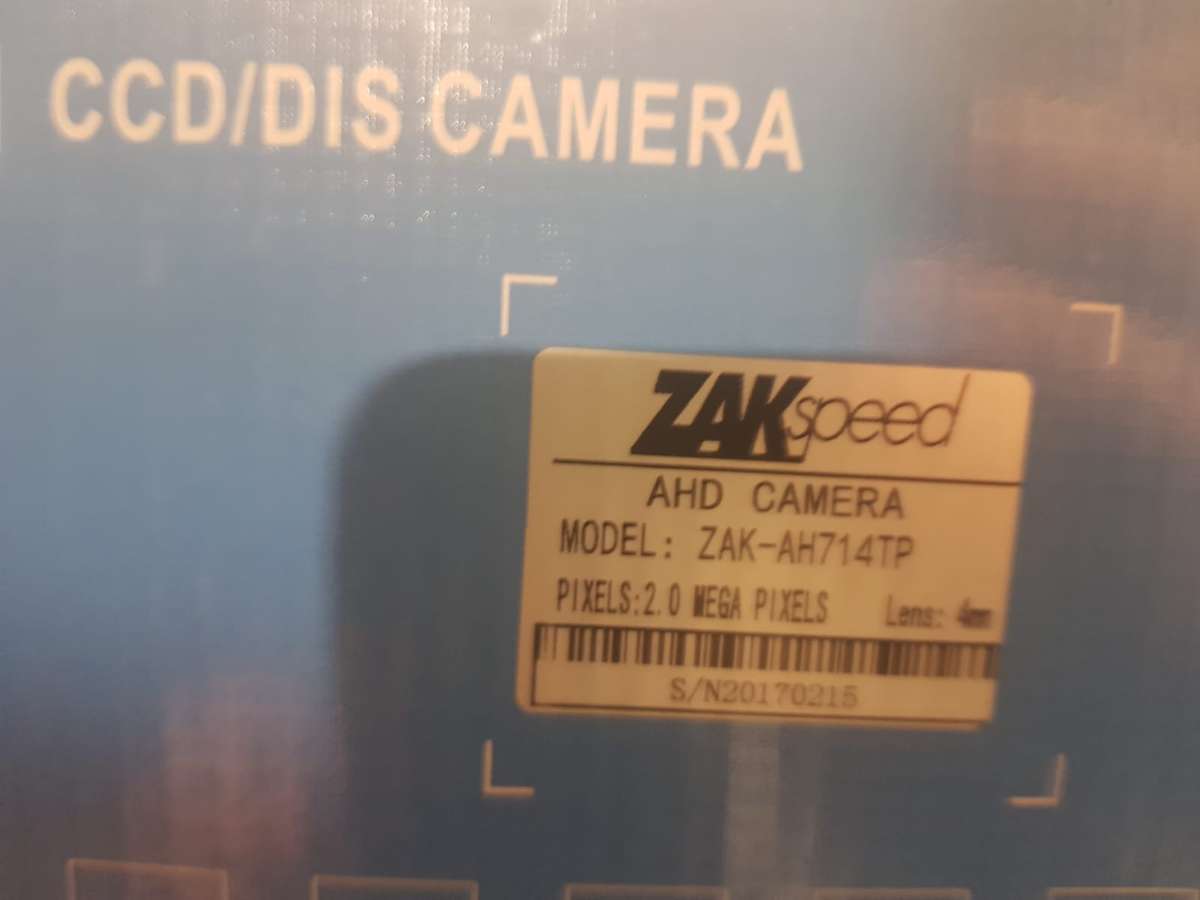 CCD/DIS CAMERA
ZAKspeed
AHD CAMERA
MODEL: ZAK-AH714TP
PIXELS:2.0 MEGA PIXELS Lens: 4mm
S/N20170215